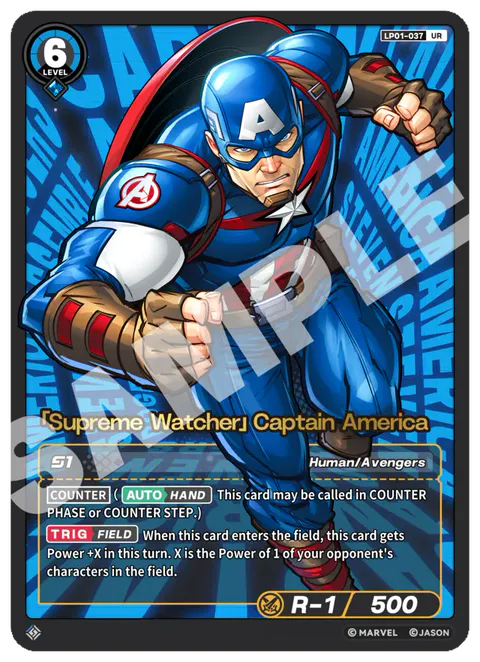 LP01-037 UR
6
LEVEL
A
SAMPLE
「Supreme Watcher」 Captain America
S1 Human/Avengers
COUNTER ( AUTO HAND This card may be called in COUNTER
PHASE or COUNTER STEP.)
TRIG FIELD When this card enters the field, this card gets
Power +X in this turn. X is the Power of 1 of your opponent's
characters in the field.
R-1/ 500
©MARVEL ©JASON